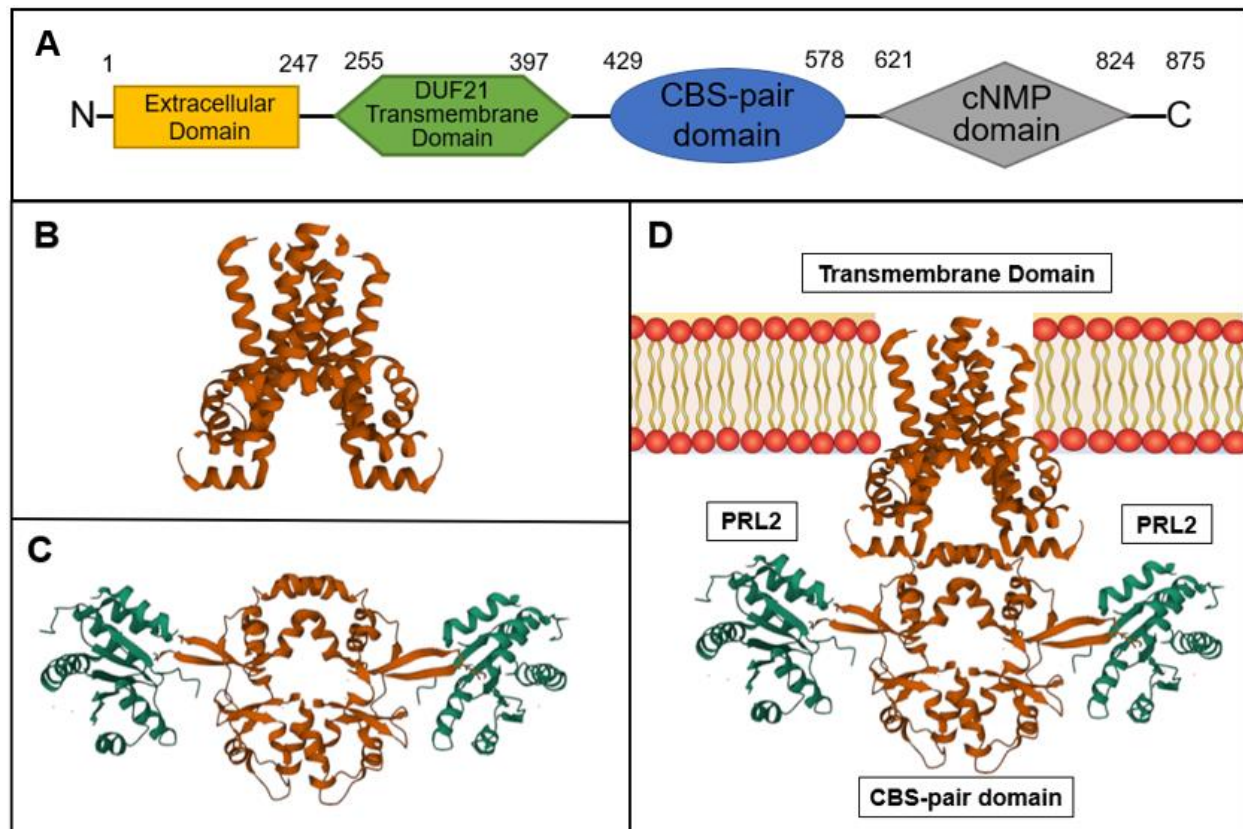 A
1 247 255 397 429 578 621 824 875
N Extracellular Domain DUF21 Transmembrane Domain CBS-pair domain cNMP domain C
B
C
D
Transmembrane Domain
PRL2
PRL2
CBS-pair domain